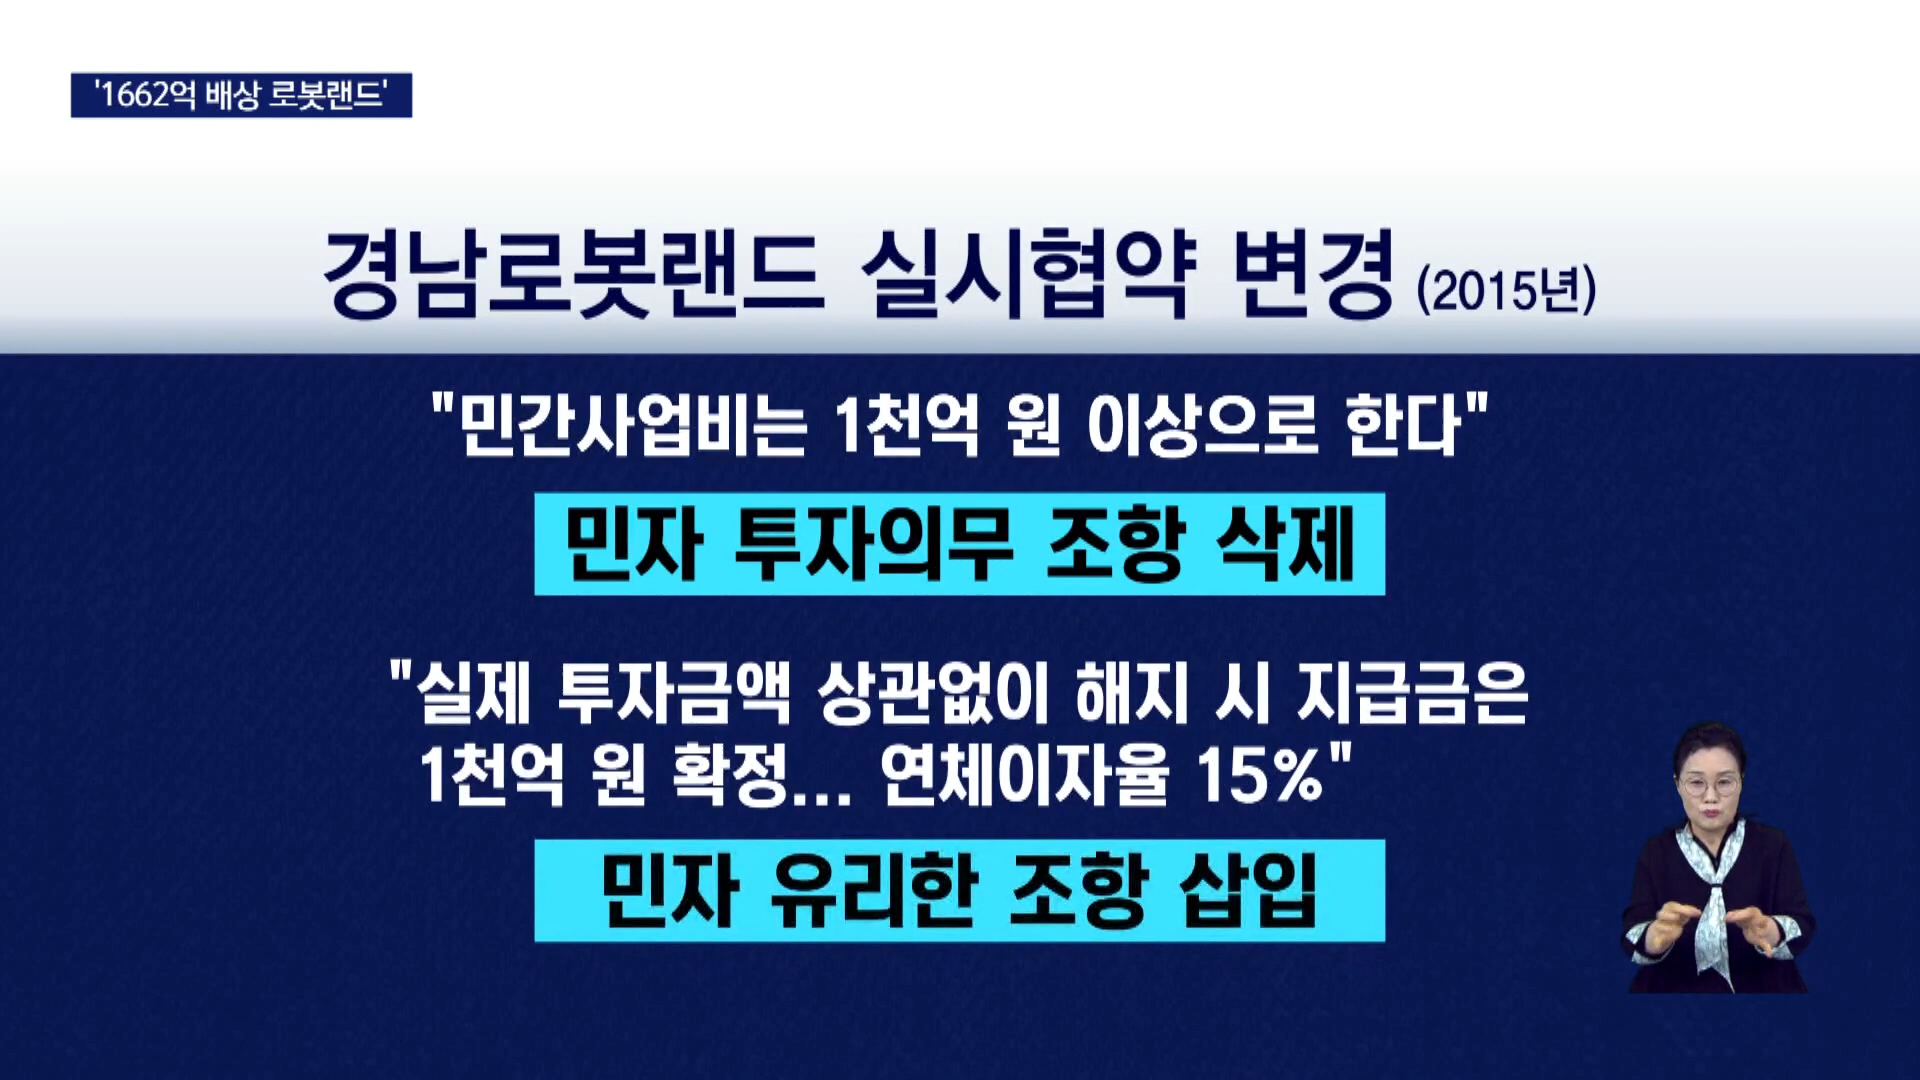 '1662억 배상 로봇랜드'
경남로봇랜드 실시협약 변경 (2015년)
"민간사업비는 1천억 원 이상으로 한다"
민자 투자의무 조항 삭제
"실제 투자금액 상관없이 해지 시 지급금은
1천억 원 확정... 연체이자율 15%"
민자 유리한 조항 삽입